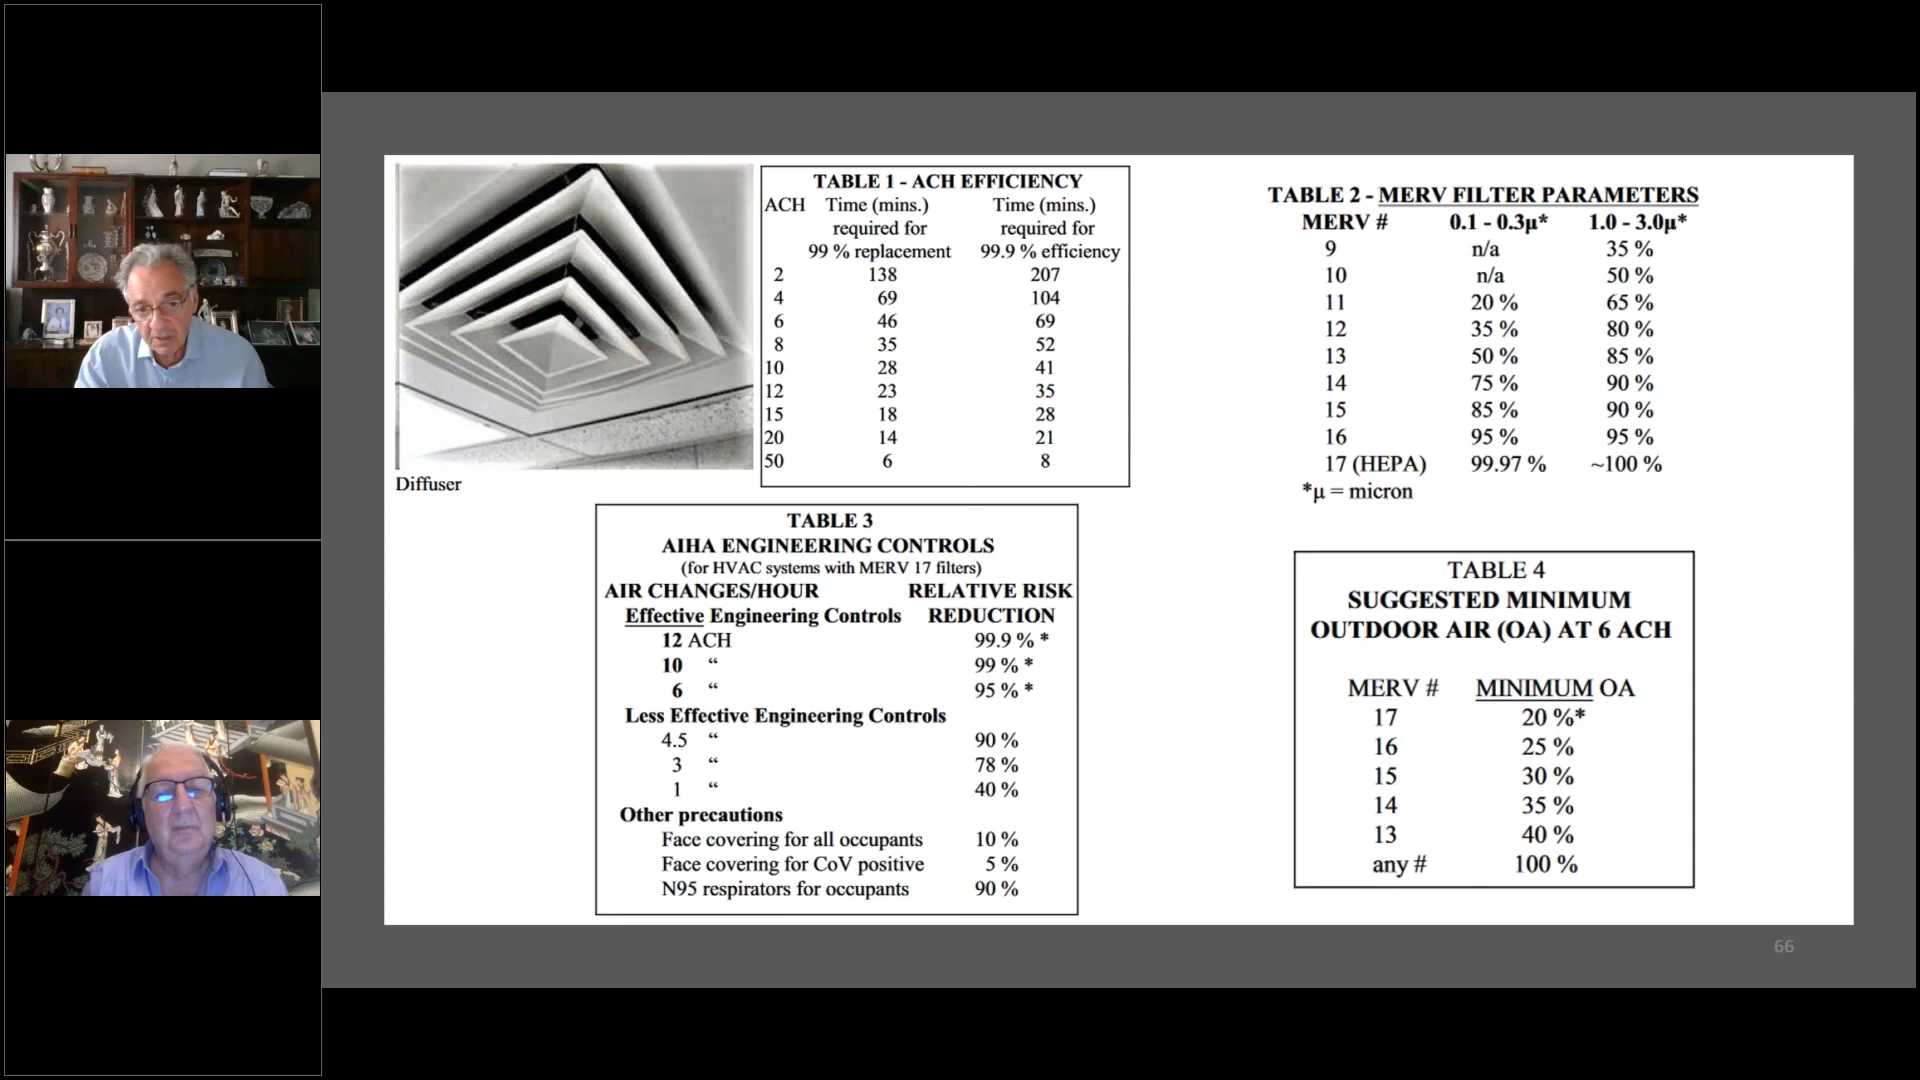 TABLE 1 - ACH EFFICIENCY
ACH Time (mins.) Time (mins.)
required for required for
99 % replacement 99.9 % efficiency
2 138 207
4 69 104
6 46 69
8 35 52
10 28 41
12 23 35
15 18 28
20 14 21
50 6 8
Diffuser
TABLE 2 - MERV FILTER PARAMETERS
MERV # 0.1 - 0.3μ* 1.0 - 3.0μ*
9 n/a 35 %
10 n/a 50 %
11 20 % 65 %
12 35 % 80 %
13 50 % 85 %
14 75 % 90 %
15 85 % 90 %
16 95 % 95 %
17 (HEPA) 99.97 % ~100 %
*μ = micron
TABLE 3
AIHA ENGINEERING CONTROLS
(for HVAC systems with MERV 17 filters)
AIR CHANGES/HOUR RELATIVE RISK
Effective Engineering Controls REDUCTION
12 ACH 99.9 % *
10 “ 99 % *
6 “ 95 % *
Less Effective Engineering Controls
4.5 “ 90 %
3 “ 78 %
1 “ 40 %
Other precautions
Face covering for all occupants 10 %
Face covering for CoV positive 5 %
N95 respirators for occupants 90 %
TABLE 4
SUGGESTED MINIMUM
OUTDOOR AIR (OA) AT 6 ACH
MERV # MINIMUM OA
17 20 %*
16 25 %
15 30 %
14 35 %
13 40 %
any # 100 %
66